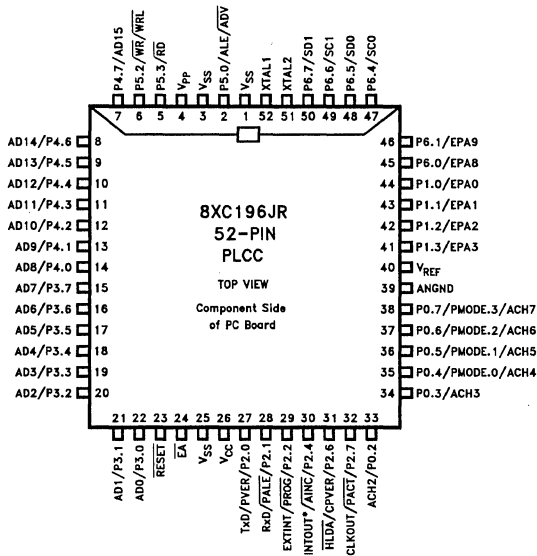 P4.7/AD15
P5.2/WR/WRL
P5.3/RD
VPP
VSS
P5.0/ALE/ADV
VSS
XTAL1
XTAL2
P6.7/SD1
P6.6/SC1
P6.5/SD0
P6.4/SC0
7 6 5 4 3 2 1 52 51 50 49 48 47
AD14/P4.6 8
AD13/P4.5 9
AD12/P4.4 10
AD11/P4.3 11
AD10/P4.2 12
AD9/P4.1 13
AD8/P4.0 14
AD7/P3.7 15
AD6/P3.6 16
AD5/P3.5 17
AD4/P3.4 18
AD3/P3.3 19
AD2/P3.2 20
8XC196JR
52-PIN
PLCC
TOP VIEW
Component Side
of PC Board
46 P6.1/EPA9
45 P6.0/EPA8
44 P1.0/EPA0
43 P1.1/EPA1
42 P1.2/EPA2
41 P1.3/EPA3
40 VREF
39 ANGND
38 P0.7/PMODE.3/ACH7
37 P0.6/PMODE.2/ACH6
36 P0.5/PMODE.1/ACH5
35 P0.4/PMODE.0/ACH4
34 P0.3/ACH3
21 22 23 24 25 26 27 28 29 30 31 32 33
AD1/P3.1
AD0/P3.0
RESET
EA
VSS
VCC
TxD/PVER/P2.0
RxD/PALE/P2.1
EXTINT/PROG/P2.2
INTOUT*/AINC/P2.4
HLDA/CPVER/P2.6
CLKOUT/PACT/P2.7
ACH2/P0.2